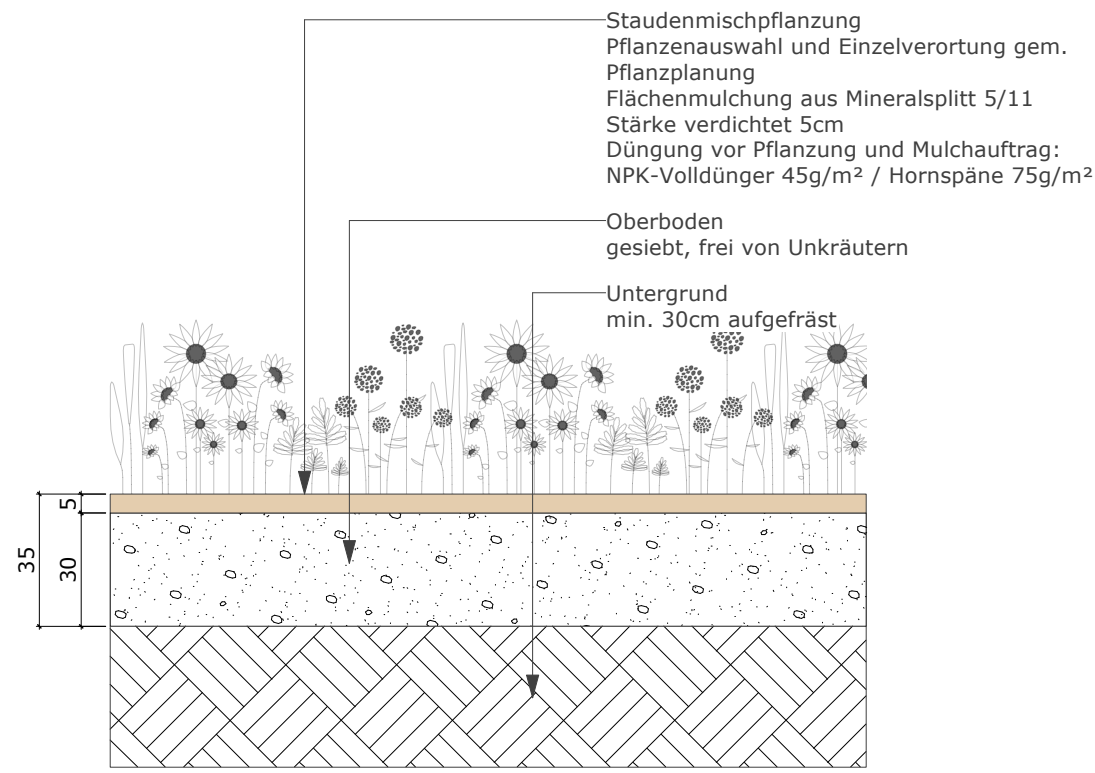 Staudenmischpflanzung
Pflanzenauswahl und Einzelverortung gem.
Pflanzplanung
Flächenmulchung aus Mineralsplitt 5/11
Stärke verdichtet 5cm
Düngung vor Pflanzung und Mulchauftrag:
NPK-Volldünger 45g/m² / Hornspäne 75g/m²
Oberboden
gesiebt, frei von Unkräutern
Untergrund
min. 30cm aufgefräst
5
35
30